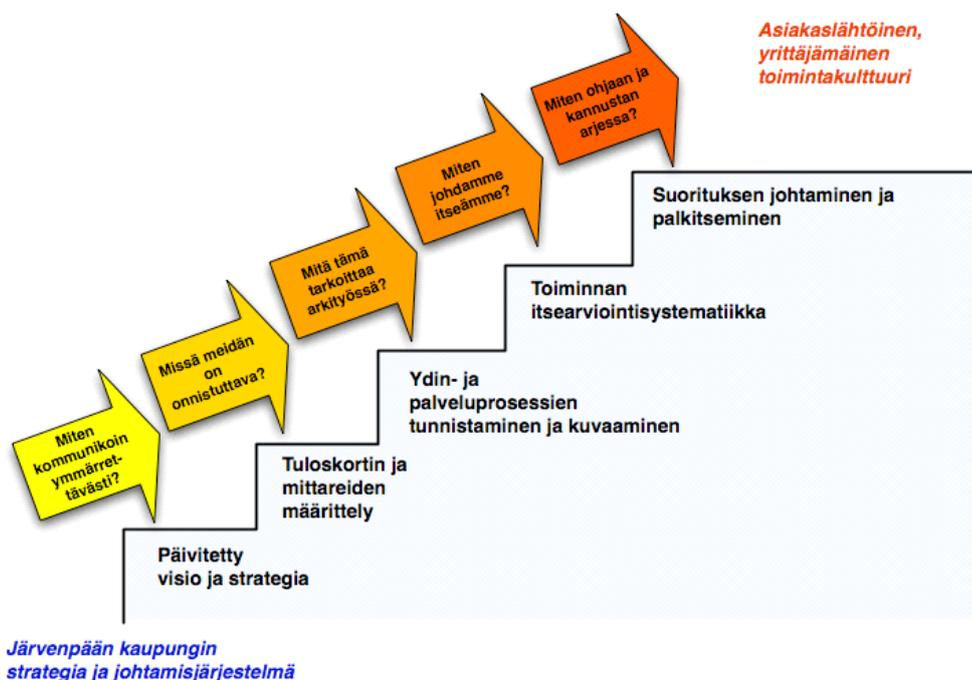 Asiakaslähtöinen,
yrittäjämäinen
toimintakulttuuri
Miten ohjaan ja
kannustan
arjessa?
Suorituksen johtaminen ja
palkitseminen
Miten
johdamme
itseämme?
Toiminnan
itsearviointisystematiikka
Mitä tämä
tarkoittaa
arkityössä?
Ydin- ja
palveluprosessien
tunnistaminen ja kuvaaminen
Missä meidän
on
onnistuttava?
Tuloskortin ja
mittareiden
määrittely
Miten
kommunikoin
ymmärret-
tävästi?
Päivitetty
visio ja strategia
Järvenpään kaupungin
strategia ja johtamisjärjestelmä